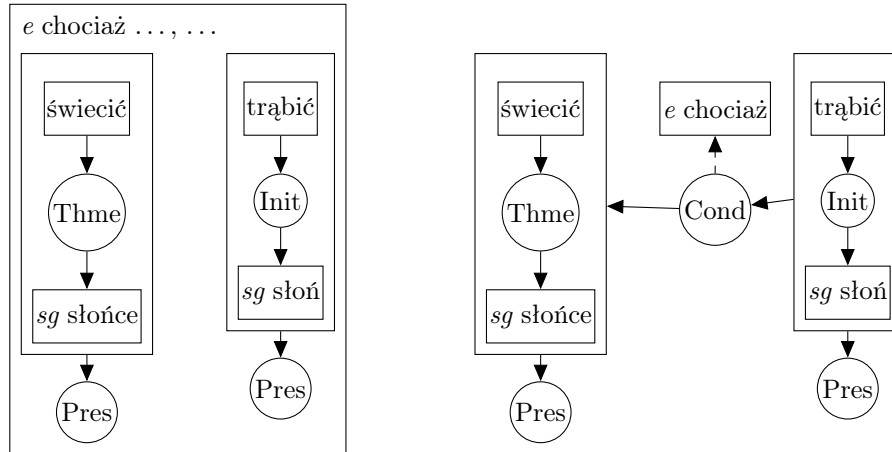 e chociaż ..., ...
świecić
trąbić
Thme
Init
sg słońce
sg słoń
Pres
Pres
świecić
e chociaż
trąbić
Thme
Cond
Init
sg słońce
sg słoń
Pres
Pres